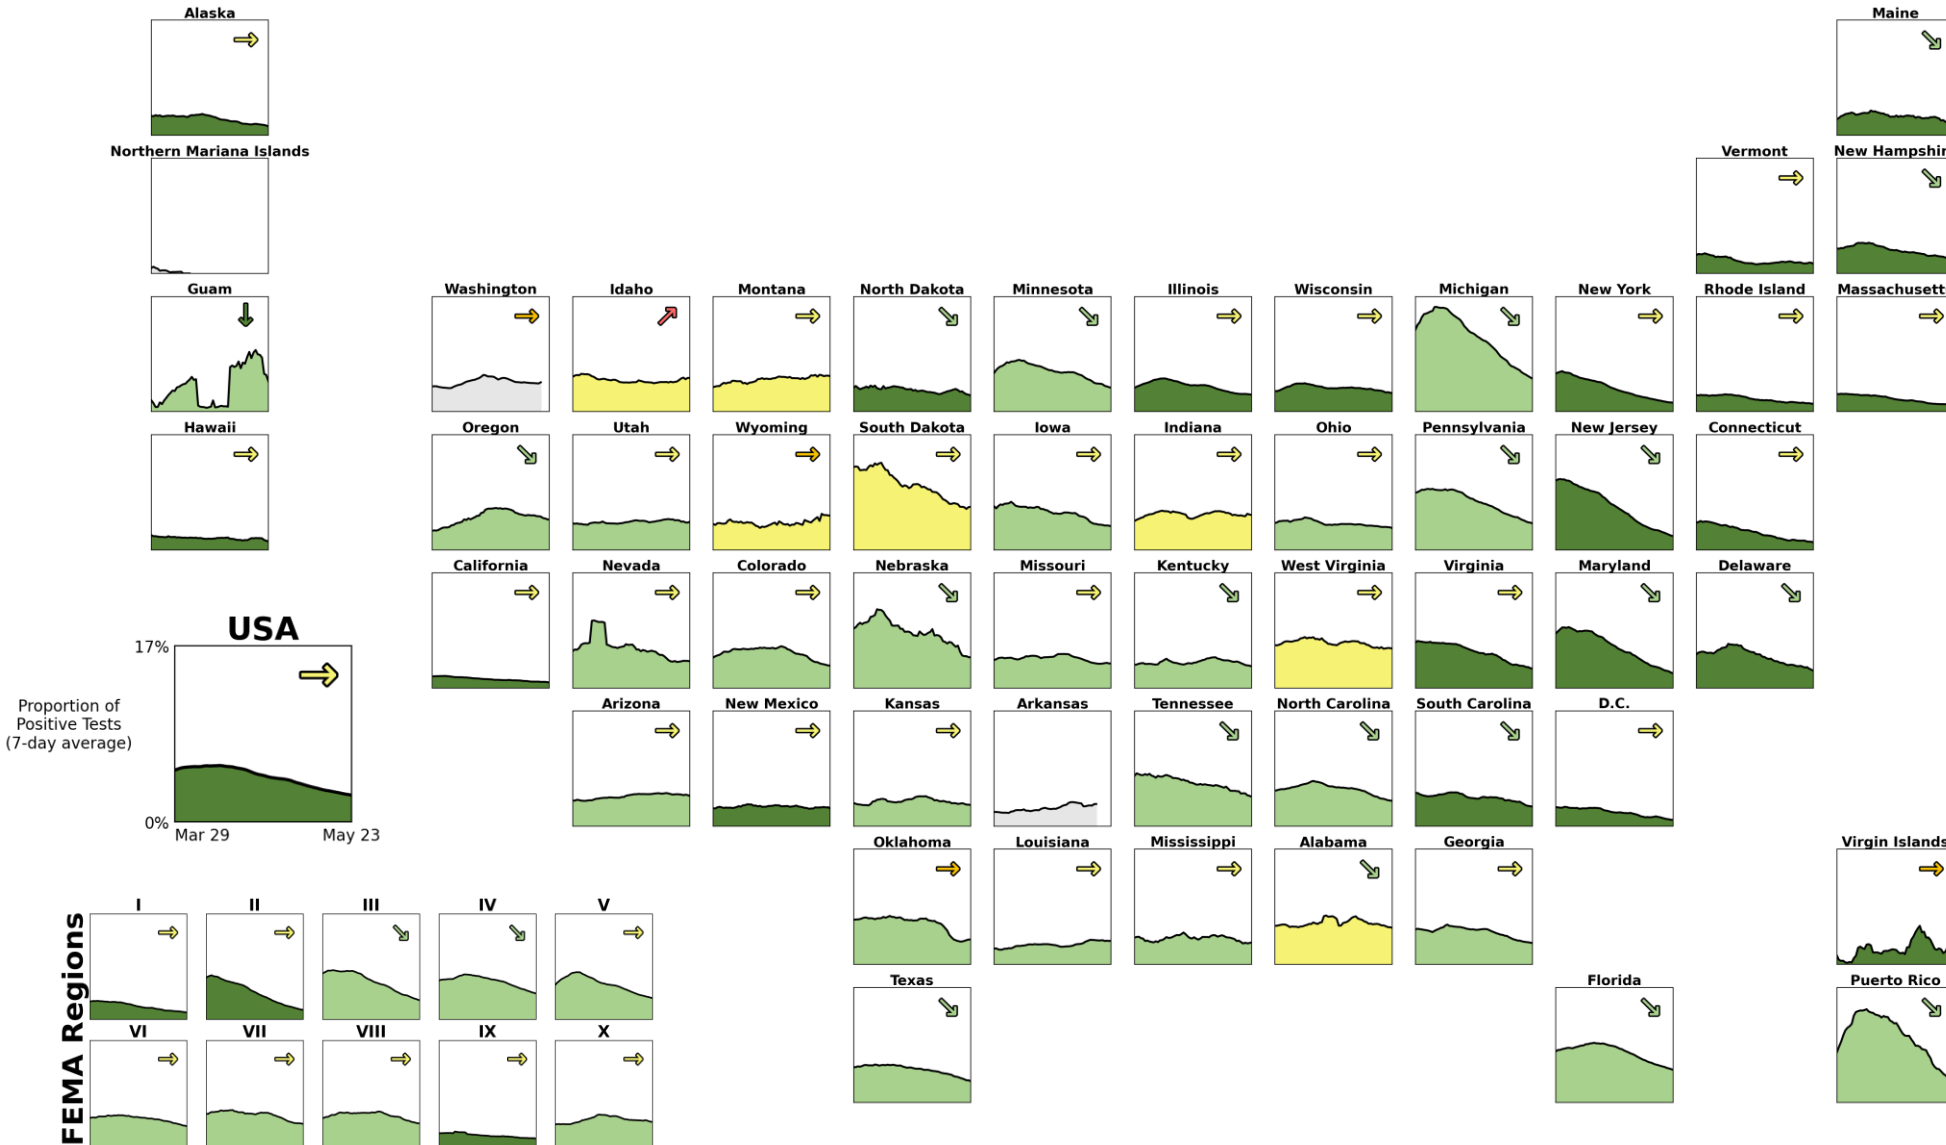 Alaska
Maine
Northern Mariana Islands
Vermont
New Hampshir
Guam
Washington
Idaho
Montana
North Dakota
Minnesota
Illinois
Wisconsin
Michigan
New York
Rhode Island
Massachusett
Hawaii
Oregon
Utah
Wyoming
South Dakota
Iowa
Indiana
Ohio
Pennsylvania
New Jersey
Connecticut
California
Nevada
Colorado
Nebraska
Missouri
Kentucky
West Virginia
Virginia
Maryland
Delaware
USA
17%
Proportion of
Positive Tests
(7-day average)
0%
Mar 29
May 23
Arizona
New Mexico
Kansas
Arkansas
Tennessee
North Carolina
South Carolina
D.C.
Oklahoma
Louisiana
Mississippi
Alabama
Georgia
Virgin Islands
FEMA Regions
I
II
III
IV
V
Texas
Florida
Puerto Rico
VI
VII
VIII
IX
X